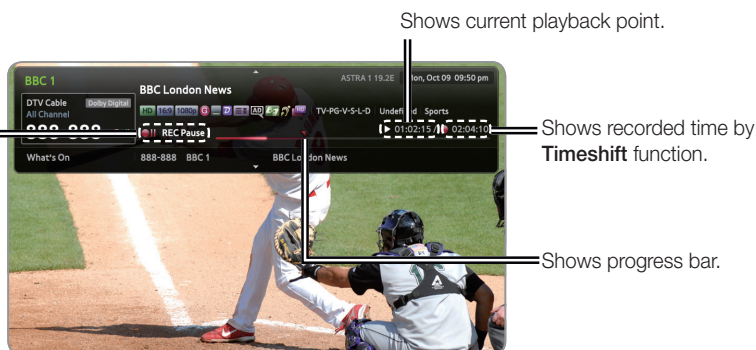 Shows current playback point.
BBC 1
ASTRA 1 19.2E
on, Oct 09 09:50 pm
BBC London News
DTV Cable
Dolby Digital
All Channel
HD 16:9 1080p G D AD TV-PG-V-S-L-D Undefined Sports
888-888
REC Pause
01:02:15 / 02:04:10
Shows recorded time by
Timeshift function.
What's On
888-888 BBC 1
BBC London News
Shows progress bar.